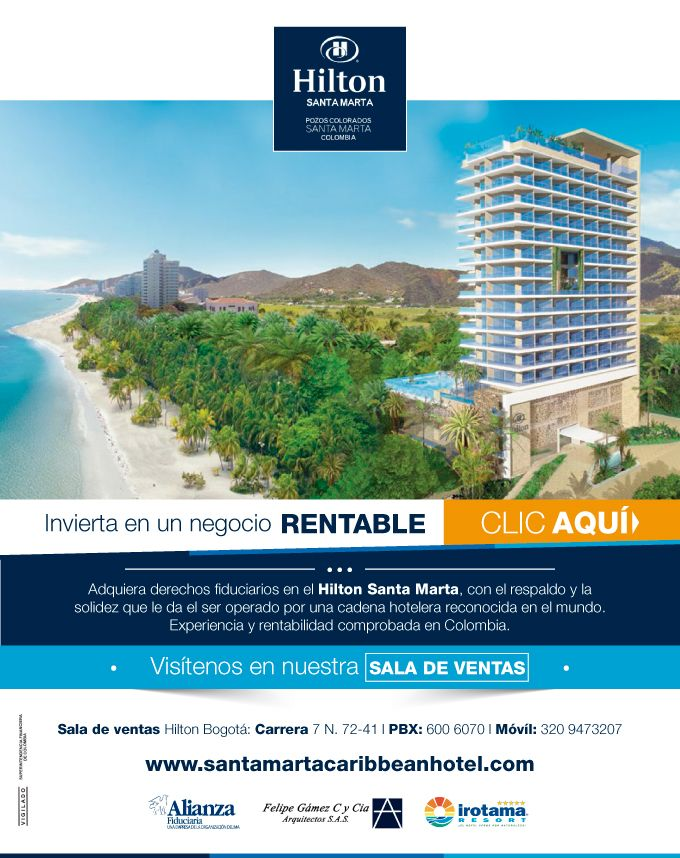 Hilton
SANTA MARTA
POZOS COLORADOS
SANTA MARTA
COLOMBIA
Invierta en un negocio RENTABLE
CLIC AQUÍ
Adquiera derechos fiduciarios en el Hilton Santa Marta, con el respaldo y la
solidez que le da el ser operado por una cadena hotelera reconocida en el mundo.
Experiencia y rentabilidad comprobada en Colombia.
Visítenos en nuestra SALA DE VENTAS
Sala de ventas Hilton Bogotá: Carrera 7 N. 72-41 I PBX: 600 6070 I Móvíl: 320 9473207
www.santamartacaribbeanhotel.com
VIGILADO
SUPERINTENDENCIA FINANCIERA
DE COLOMBIA
Alianza
Fiduciaria
UNA EMPRESA DE LA ORGANIZACIÓN DELIMA
Felipe Gámez C y Cia
Arquitectos S.A.S.
irotama
RESORT